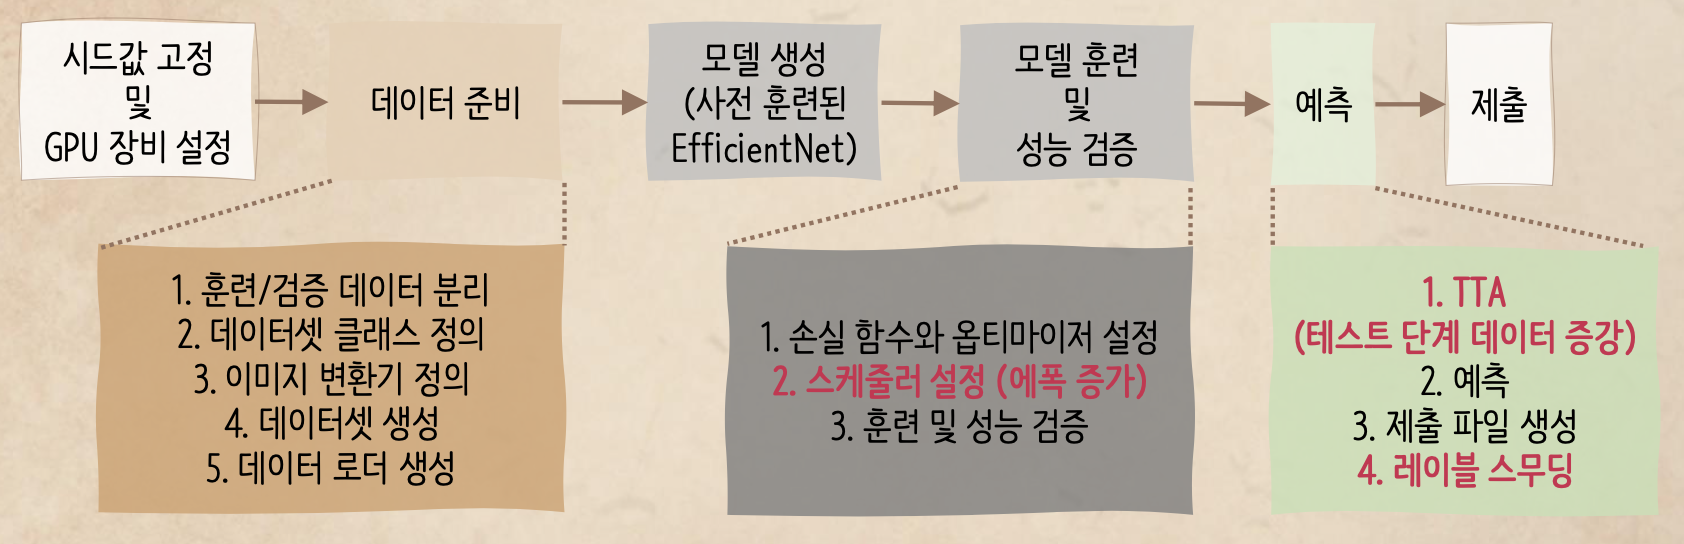 시드값 고정
및
GPU 장비 설정
데이터 준비
모델 생성
(사전 훈련된
EfficientNet)
모델 훈련
및
성능 검증
예측
제출
1. 훈련/검증 데이터 분리
2. 데이터셋 클래스 정의
3. 이미지 변환기 정의
4. 데이터셋 생성
5. 데이터 로더 생성
1. 손실 함수와 옵티마이저 설정
2. 스케줄러 설정 (에폭 증가)
3. 훈련 및 성능 검증
1. TTA
(테스트 단계 데이터 증강)
2. 예측
3. 제출 파일 생성
4. 레이블 스무딩